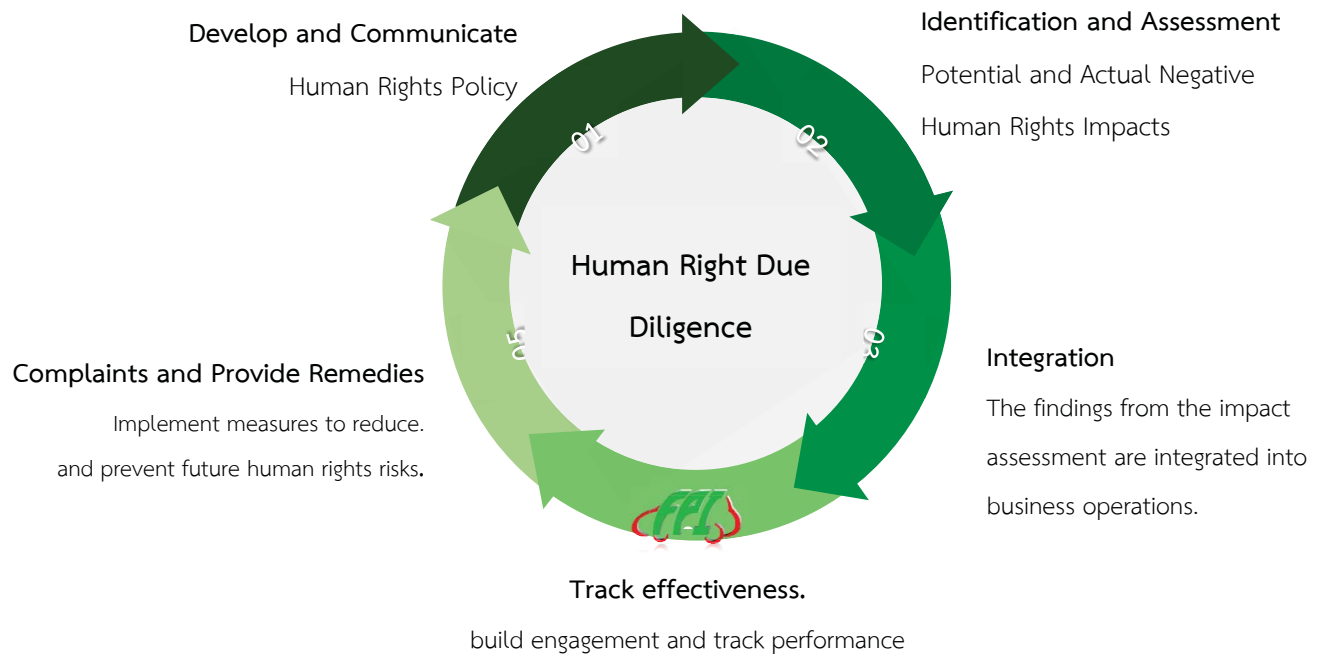 Develop and Communicate
Human Rights Policy
Identification and Assessment
Potential and Actual Negative
Human Rights Impacts
01
02
Human Right Due
Diligence
03
05
Integration
The findings from the impact
assessment are integrated into
business operations.
Complaints and Provide Remedies
Implement measures to reduce.
and prevent future human rights risks.
FPI
Track effectiveness.
build engagement and track performance